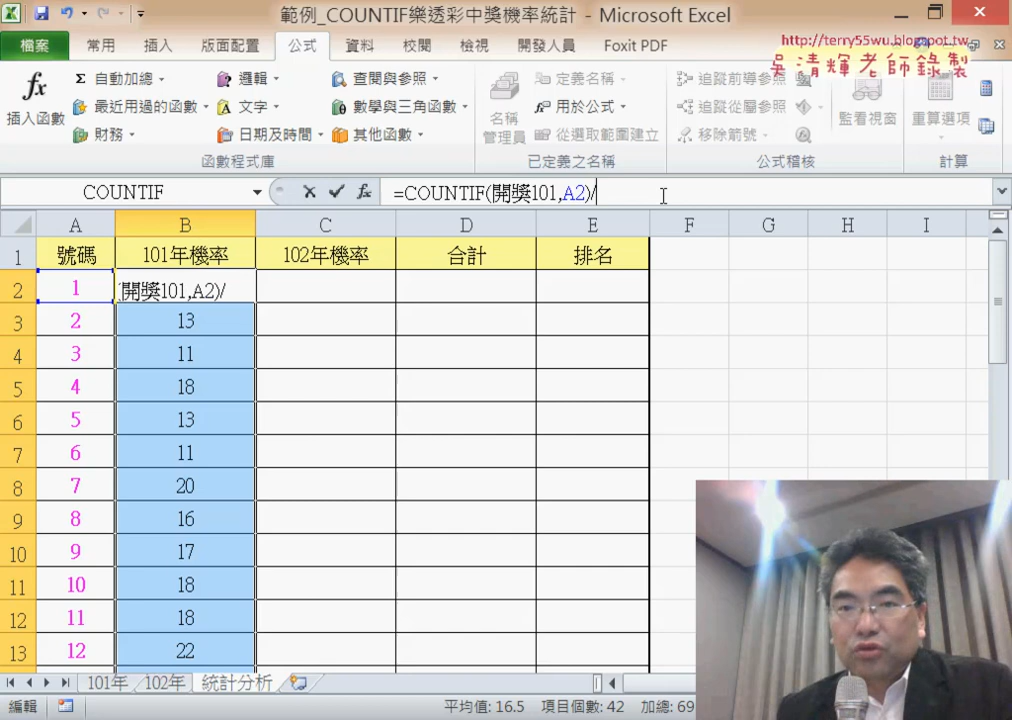 範例_COUNTIF樂透彩中獎機率統計 - Microsoft Excel
http://terry55wu.blogspot.tw
吳清輝老師錄製
檔案 常用 插入 版面配置 公式 資料 校閱 檢視 開發人員 Foxit PDF
fx 插入函數
Σ 自動加總 邏輯 查閱與參照
最近用過的函數 文字 數學與三角函數
財務 日期及時間 其他函數
函數程式庫
名稱管理員
定義名稱
用於公式
從選取範圍建立
已定義之名稱
追蹤前導參照
追蹤從屬參照
移除箭號
監看視窗
公式稽核
重算選項
計算
COUNTIF fx =COUNTIF(開獎101,A2)/
A B C D E F G H I
1 號碼 101年機率 102年機率 合計 排名
2 1 (開獎101,A2)/
3 2 13
4 3 11
5 4 18
6 5 13
7 6 11
8 7 20
9 8 16
10 9 17
11 10 18
12 11 18
13 12 22
101年 102年 統計分析
編輯 平均值: 16.5 項目個數: 42 加總: 69